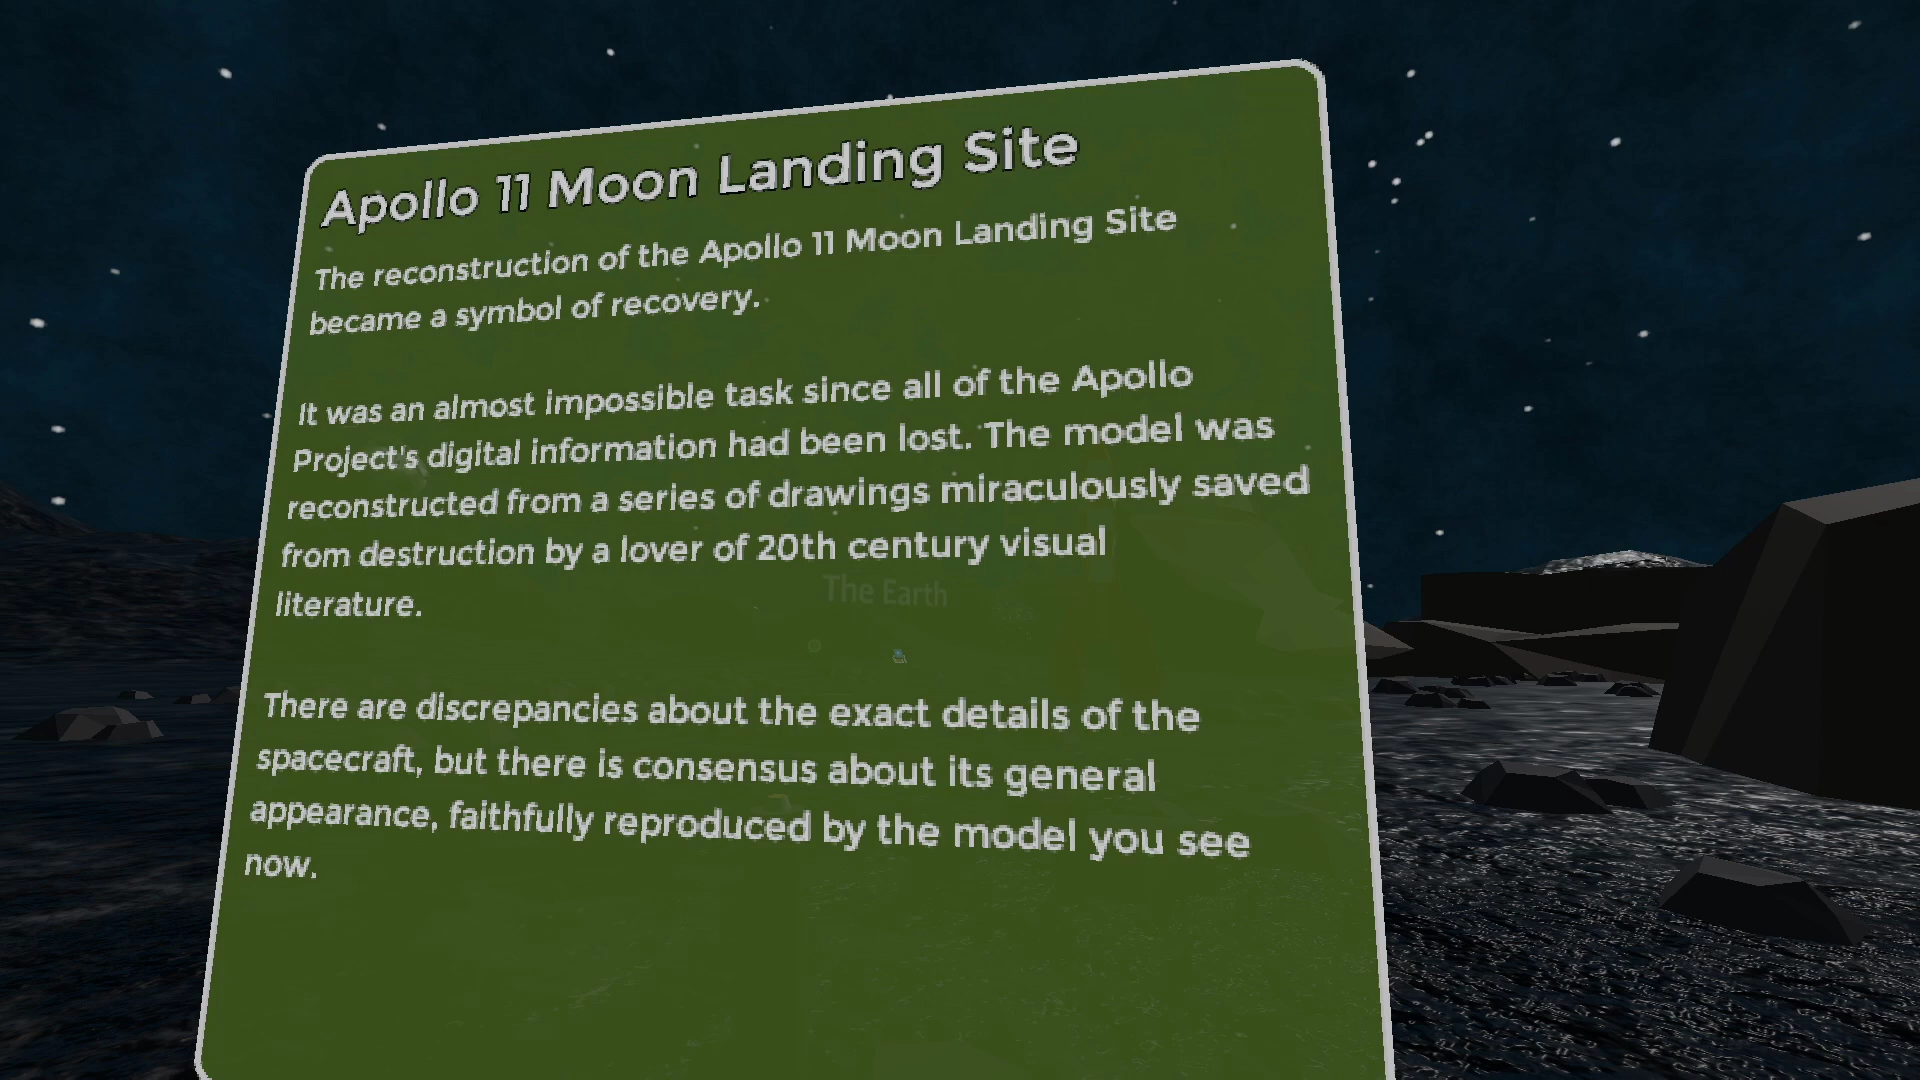 Apollo 11 Moon Landing Site
The reconstruction of the Apollo 11 Moon Landing Site
became a symbol of recovery.
It was an almost impossible task since all of the Apollo
Project's digital information had been lost. The model was
reconstructed from a series of drawings miraculously saved
from destruction by a lover of 20th century visual
literature.
The Earth
There are discrepancies about the exact details of the
spacecraft, but there is consensus about its general
appearance, faithfully reproduced by the model you see
now.